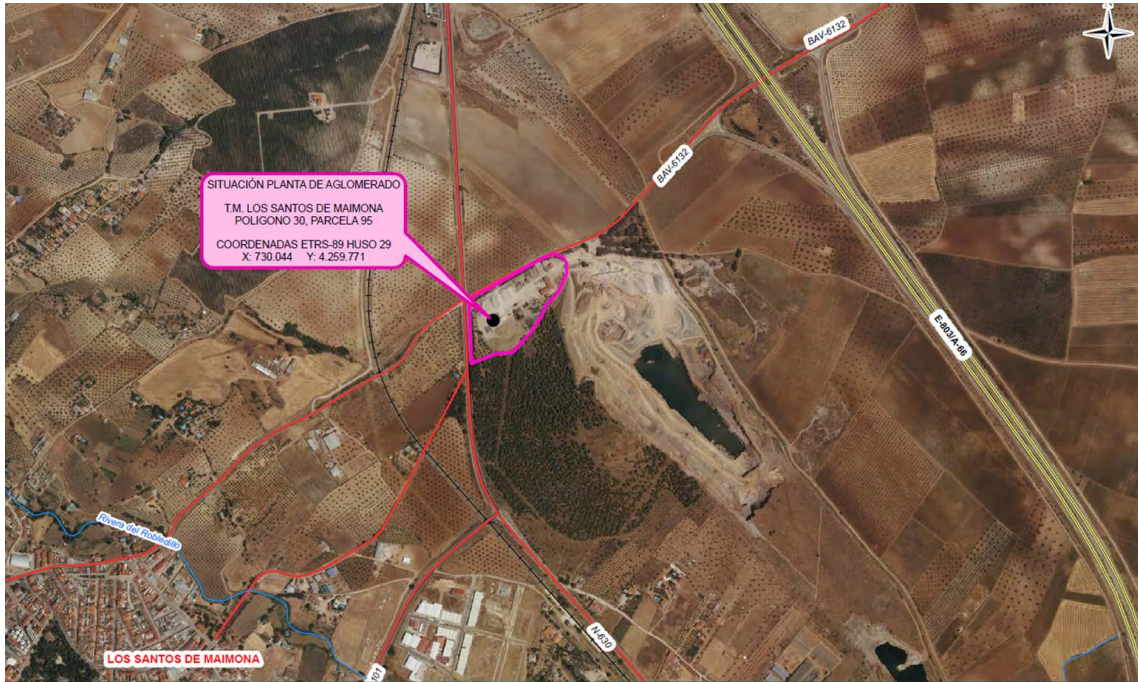 BAV-6132
BAV-6132
SITUACIÓN PLANTA DE AGLOMERADO
T.M. LOS SANTOS DE MAIMONA
POLIGONO 30, PARCELA 95
COORDENADAS ETRS-89 HUSO 29
X: 730.044 Y: 4.259.771
E-803/A-66
Rivera del Robledillo
N-630
LOS SANTOS DE MAIMONA
101